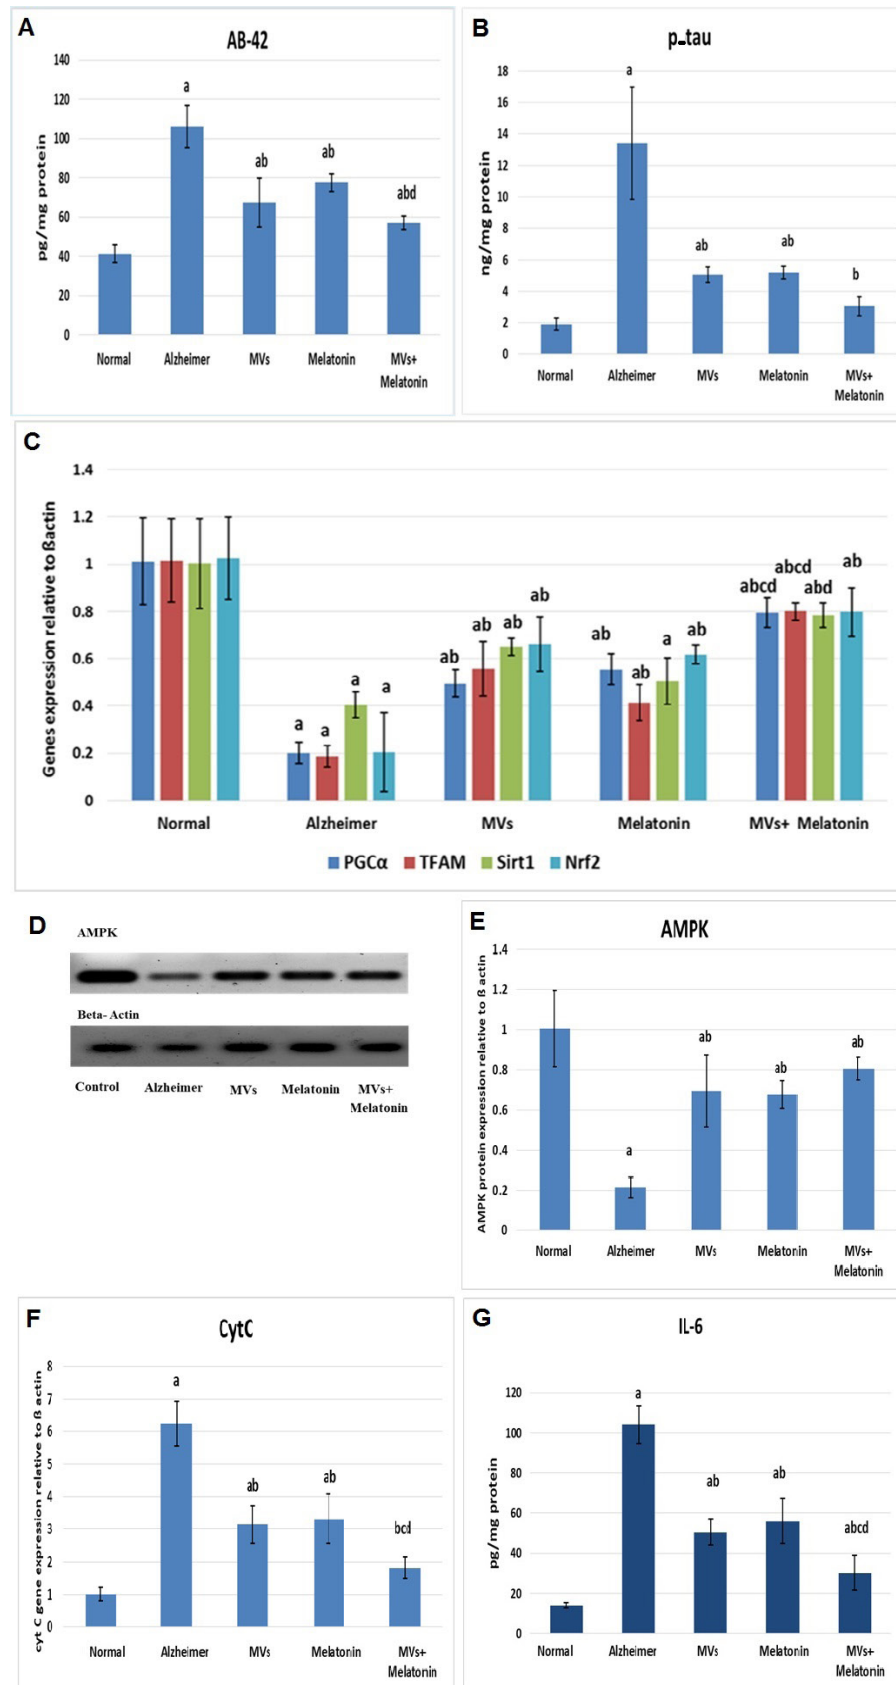 A
AB-42
140
120
100
80
60
40
20
0
pg/mg protein
a
ab
ab
abd
Normal Alzheimer MVs Melatonin MVs+
Melatonin
B
p-tau
18
16
14
12
10
8
6
4
2
0
ng/mg protein
a
ab
ab
b
Normal Alzheimer MVs Melatonin MVs+
Melatonin
C
1.4
1.2
1
0.8
0.6
0.4
0.2
0
Genes expression relative to ßactin
a a a a
ab ab ab ab
ab ab a ab
abcd abcd abd ab
Normal Alzheimer MVs Melatonin MVs+ Melatonin
PGCα TFAM Sirt1 Nrf2
D
AMPK
Beta- Actin
Control Alzheimer MVs Melatonin MVs+
Melatonin
E
AMPK
1.4
1.2
1
0.8
0.6
0.4
0.2
0
AMPK protein expression relative to ß actin
a
ab
ab
ab
Normal Alzheimer MVs Melatonin MVs+
Melatonin
F
CytC
8
7
6
5
4
3
2
1
0
cyt C gene expression relative to ß actin
a
ab
ab
bcd
Normal Alzheimer MVs Melatonin MVs+
Melatonin
G
IL-6
120
100
80
60
40
20
0
pg/mg protein
a
ab
ab
abcd
Normal Alzheimer MVs Melatonin MVs+
Melatonin